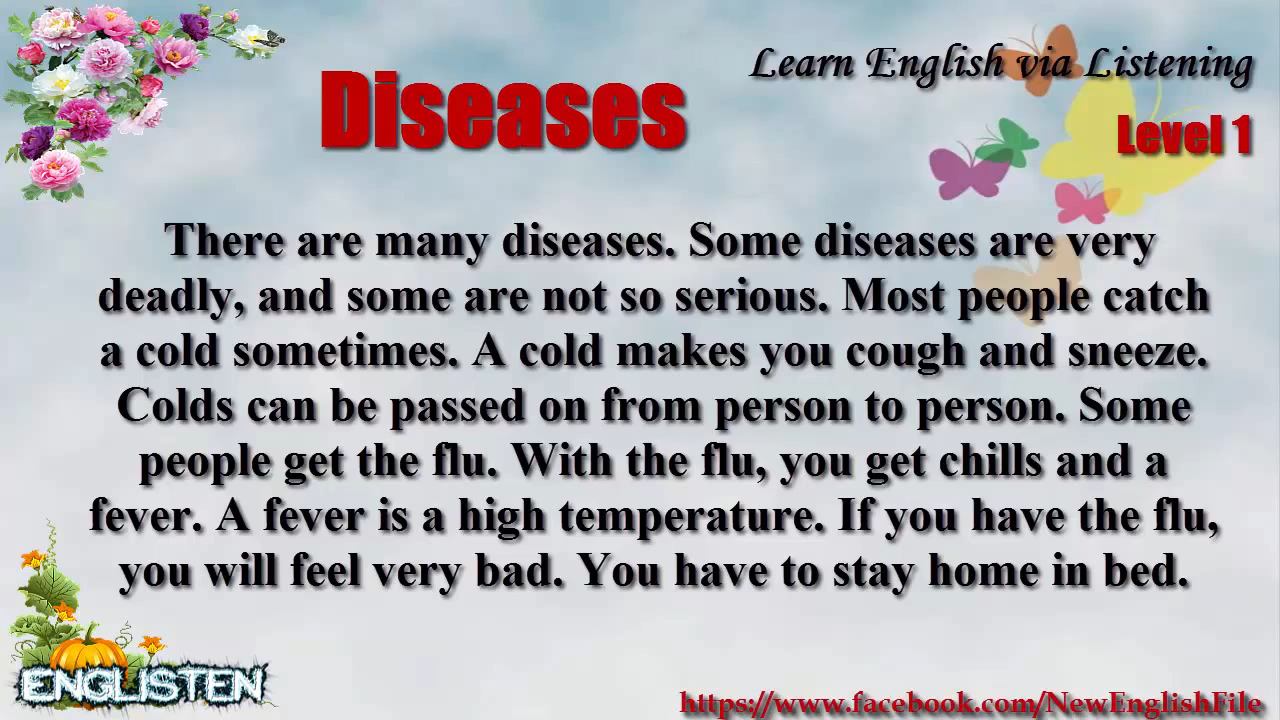 Learn English via Listening
Diseases
Level 1
There are many diseases. Some diseases are very
deadly, and some are not so serious. Most people catch
a cold sometimes. A cold makes you cough and sneeze.
Colds can be passed on from person to person. Some
people get the flu. With the flu, you get chills and a
fever. A fever is a high temperature. If you have the flu,
you will feel very bad. You have to stay home in bed.
ENGLISTEN
https://www.facebook.com/NewEnglishFile